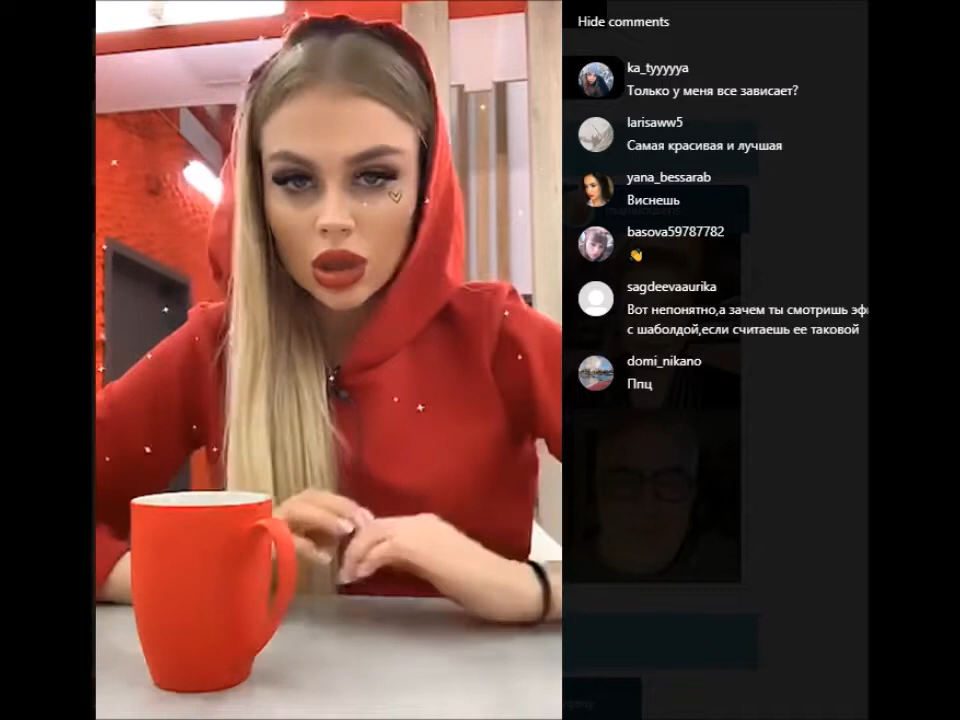 Hide comments
ka_tyyyyya
Только у меня все зависает?
larisaww5
Самая красивая и лучшая
yana_bessarab
Виснешь
basova59787782
👏
sagdeevaaurika
Вот непонятно,а зачем ты смотришь эф
с шаболдой,если считаешь ее таковой
domi_nikano
Ппц